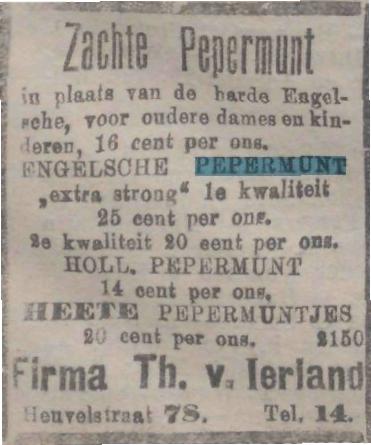 Zachte Pepermunt
in plaats van de harde Engel-
sche, voor oudere dames en kin-
deren, 16 cent per ons.
ENGELSCHE PEPERMUNT
„extra strong“ 1e kwaliteit
25 cent per ons.
2e kwaliteit 20 cent per ons.
HOLL. PEPERMUNT
14 cent per ons.
HEETE PEPERMUNTJES
20 cent per ons. 2150
Firma Th. v. Ierland
Heuvelstraat 78. Tel. 14.